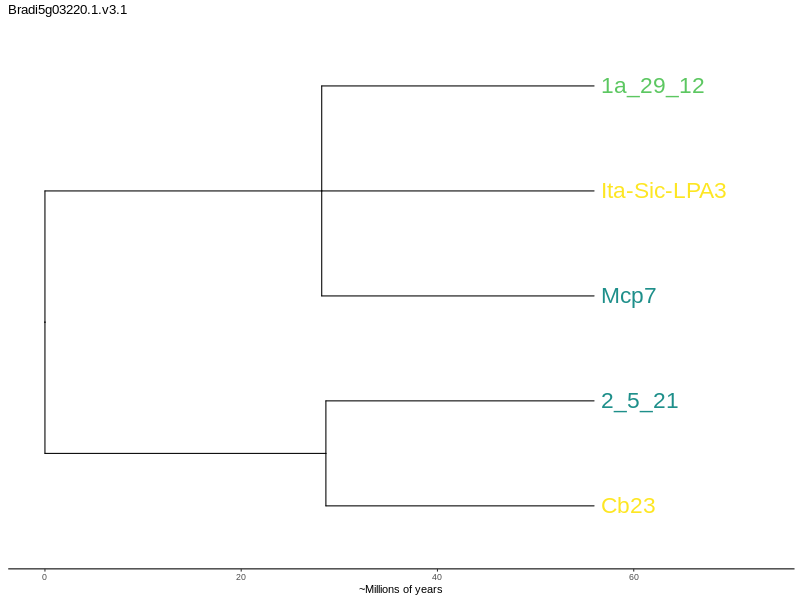 Bradi5g03220.1.v3.1
1a_29_12
Ita-Sic-LPA3
Mcp7
2_5_21
Cb23
0 20 40 60
~Millions of years